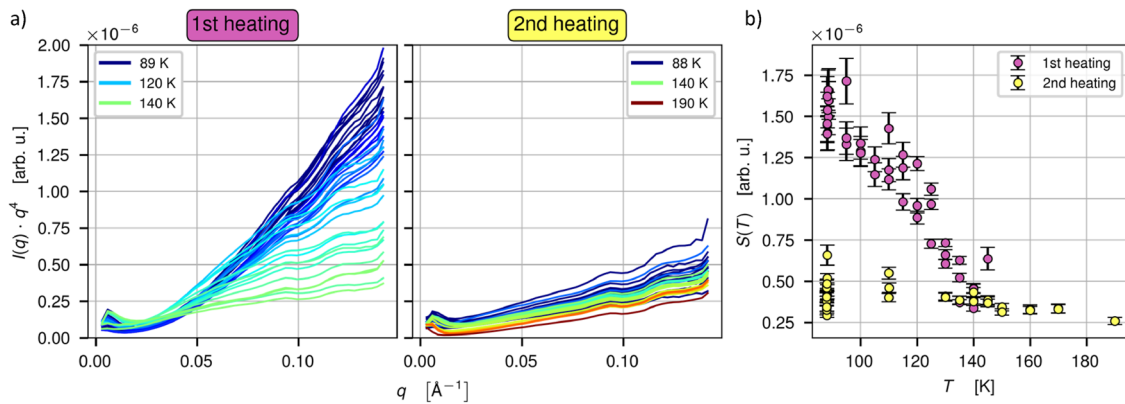 a)
1st heating
2nd heating
b)
×10⁻⁶
2.00
1.75
1.50
1.25
1.00
0.75
0.50
0.25
0.00
I(q) · q⁴ [arb. u.]
89 K
120 K
140 K
0.00
0.05
0.10
88 K
140 K
190 K
0.00
0.05
0.10
q [Å⁻¹]
×10⁻⁶
1.75
1.50
1.25
1.00
0.75
0.50
0.25
S(T) [arb. u.]
1st heating
2nd heating
100
120
140
160
180
T [K]